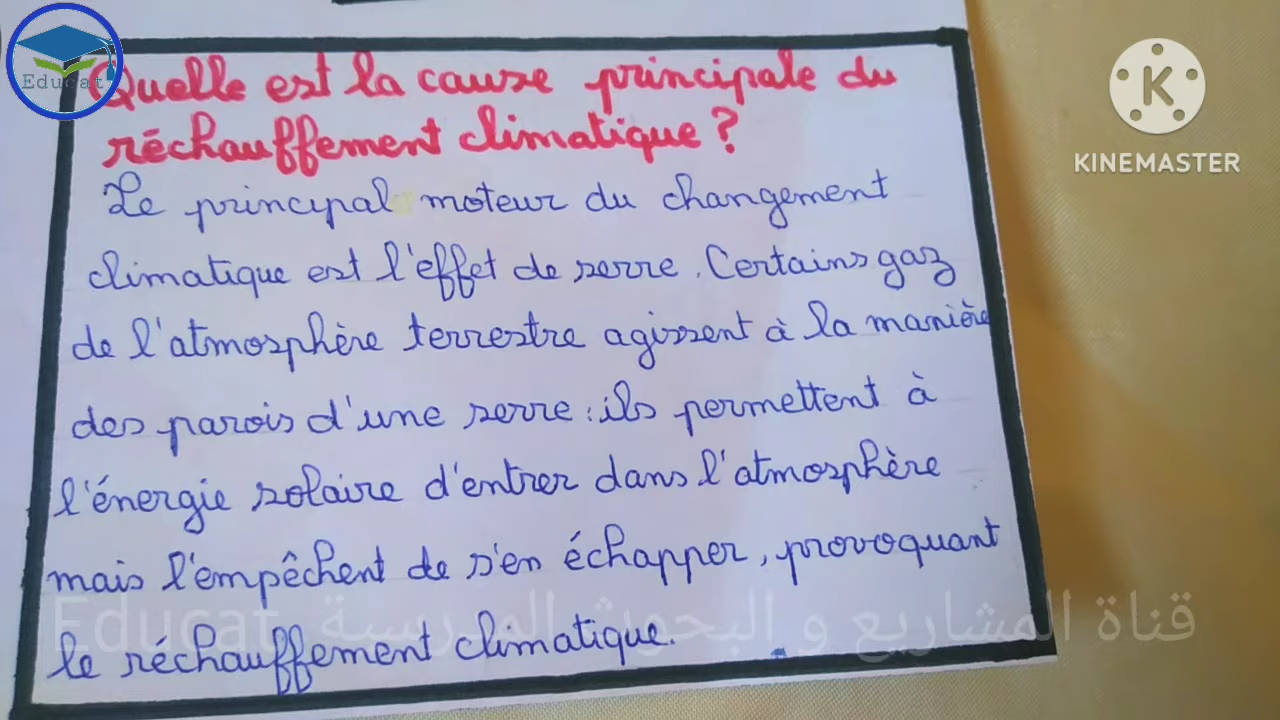 Educat
Quelle est la cause principale du
réchauffement climatique ?
Le principal moteur du changement
climatique est l'effet de serre. Certains gaz
de l'atmosphère terrestre agissent à la manière
des parois d'une serre : ils permettent à
l'énergie solaire d'entrer dans l'atmosphère
mais l'empêchent de s'en échapper, provoquant
le réchauffement climatique.
K
KINEMASTER
Educat قناة المشاريع و البحوث المدرسية